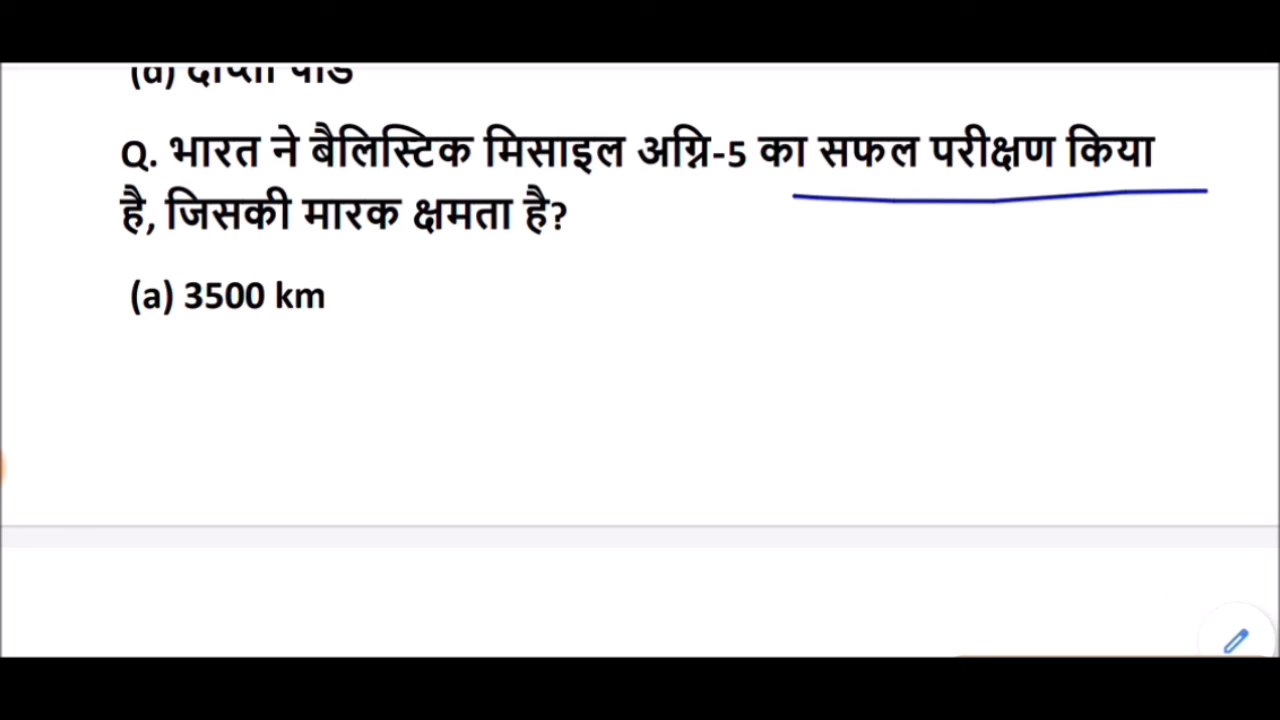 (d) दीप्ती पांडे
Q. भारत ने बैलिस्टिक मिसाइल अग्नि-5 का सफल परीक्षण किया
है, जिसकी मारक क्षमता है?
(a) 3500 km